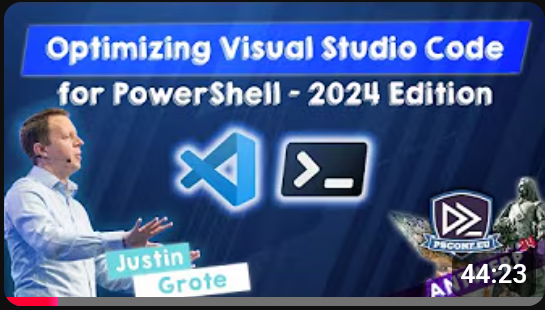 Optimizing Visual Studio Code
for PowerShell - 2024 Edition
Justin
Grote
PSCONF.EU
44:23